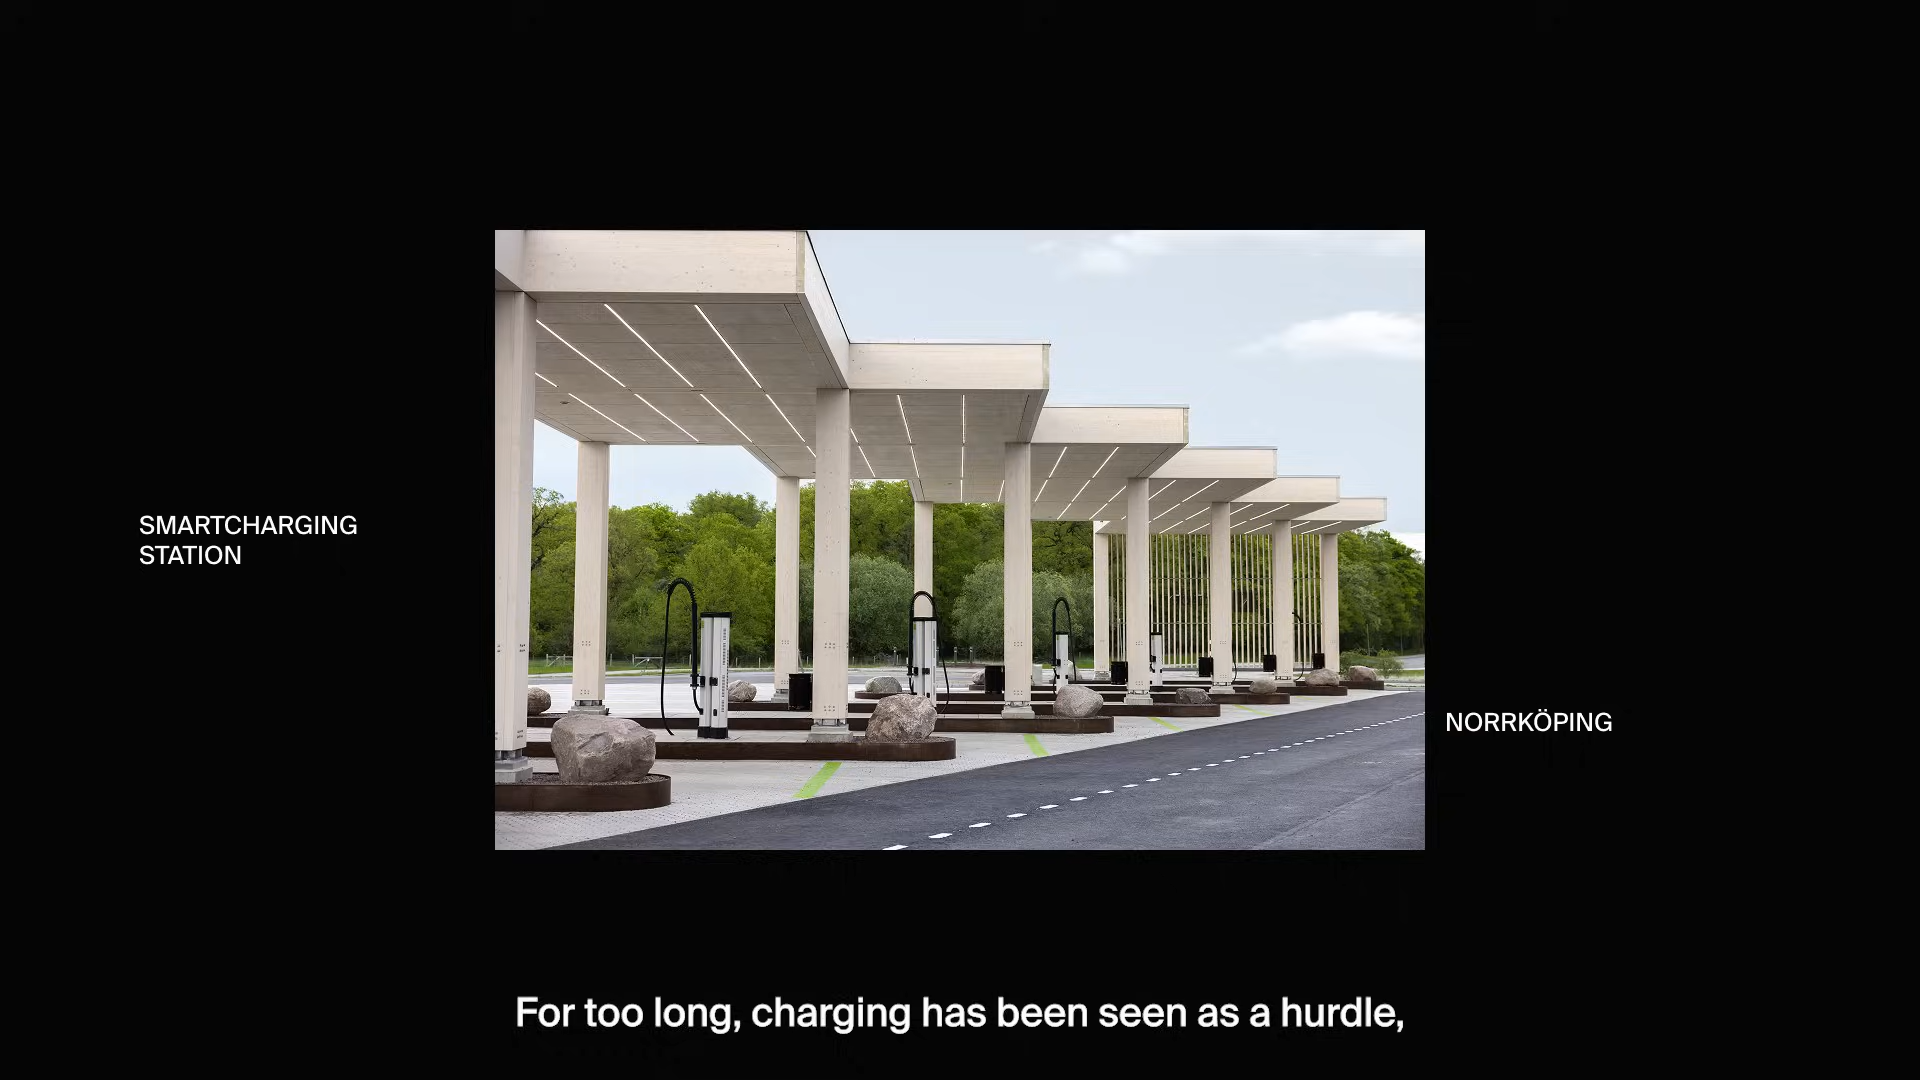 SMARTCHARGING
STATION
NORRKÖPING
For too long, charging has been seen as a hurdle,